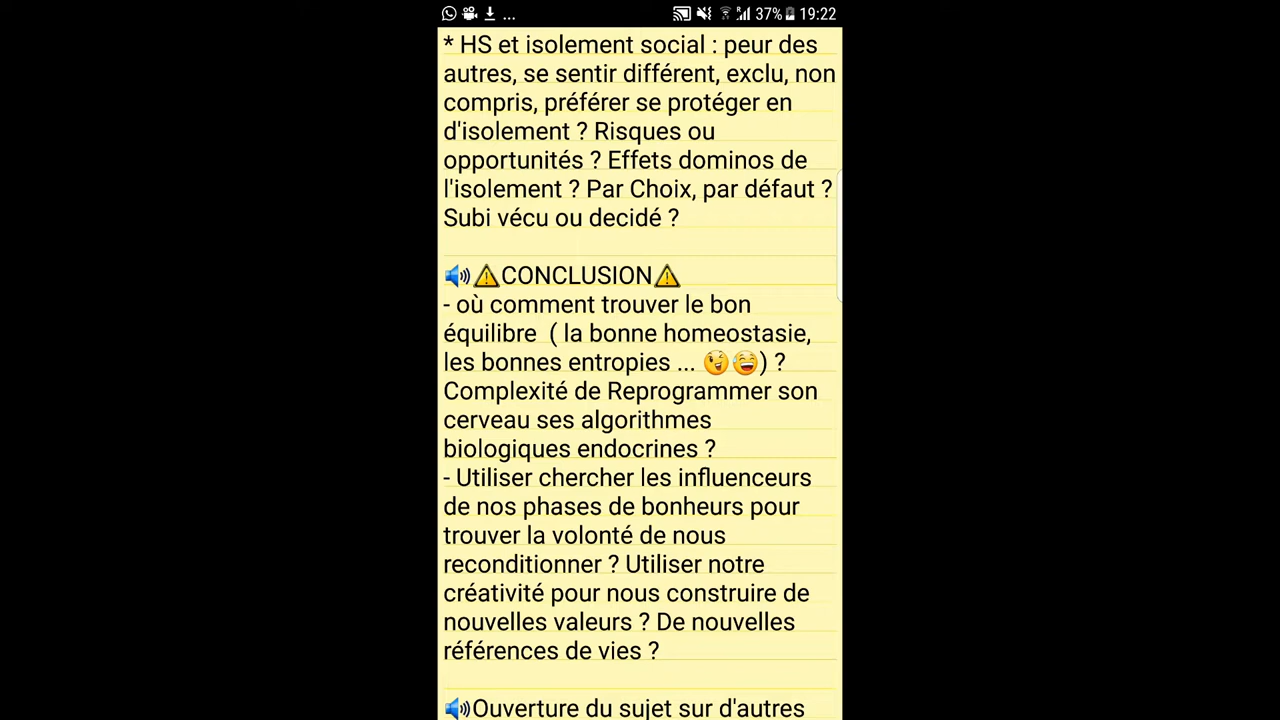 ... 37% 19:22
* HS et isolement social : peur des
autres, se sentir différent, exclu, non
compris, préférer se protéger en
d'isolement ? Risques ou
opportunités ? Effets dominos de
l'isolement ? Par Choix, par défaut ?
Subi vécu ou decidé ?
🔊⚠️CONCLUSION⚠️
- où comment trouver le bon
équilibre ( la bonne homeostasie,
les bonnes entropies ... 😉😅) ?
Complexité de Reprogrammer son
cerveau ses algorithmes
biologiques endocrines ?
- Utiliser chercher les influenceurs
de nos phases de bonheurs pour
trouver la volonté de nous
reconditionner ? Utiliser notre
créativité pour nous construire de
nouvelles valeurs ? De nouvelles
références de vies ?
🔊Ouverture du sujet sur d'autres